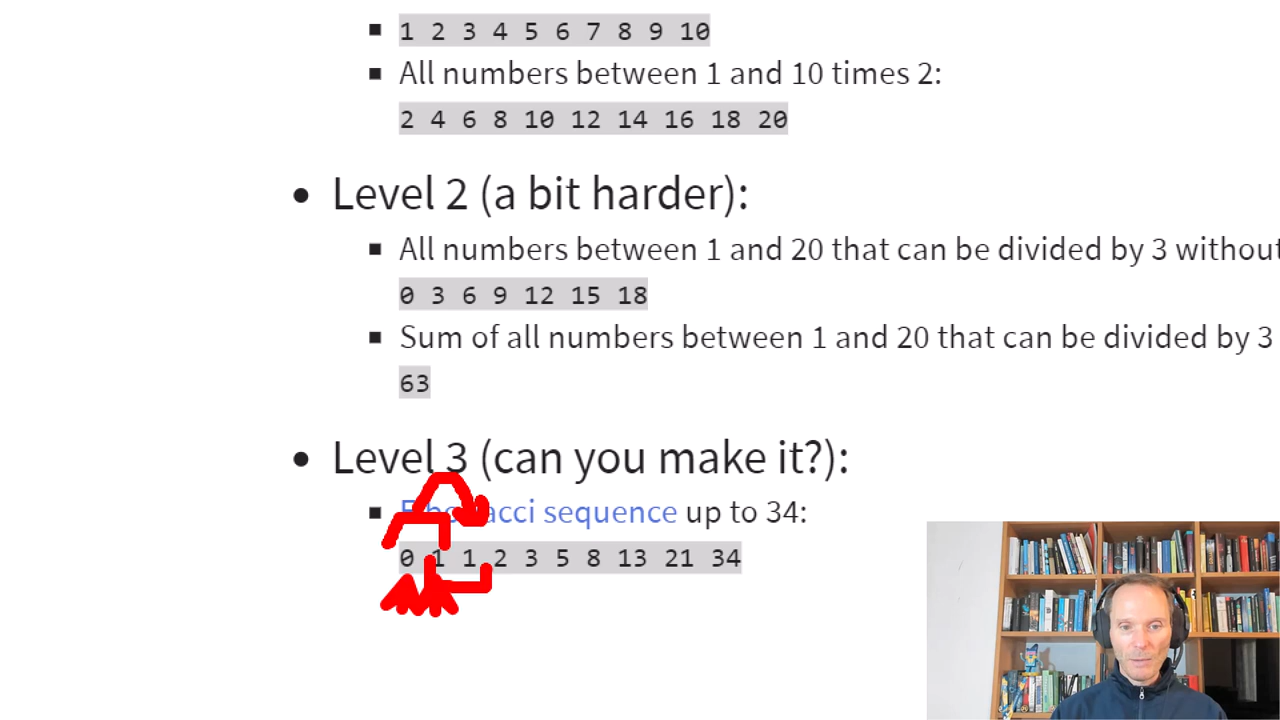 1 2 3 4 5 6 7 8 9 10
All numbers between 1 and 10 times 2:
2 4 6 8 10 12 14 16 18 20
Level 2 (a bit harder):
All numbers between 1 and 20 that can be divided by 3 without
0 3 6 9 12 15 18
Sum of all numbers between 1 and 20 that can be divided by 3
63
Level 3 (can you make it?):
Fibonacci sequence up to 34:
0 1 1 2 3 5 8 13 21 34